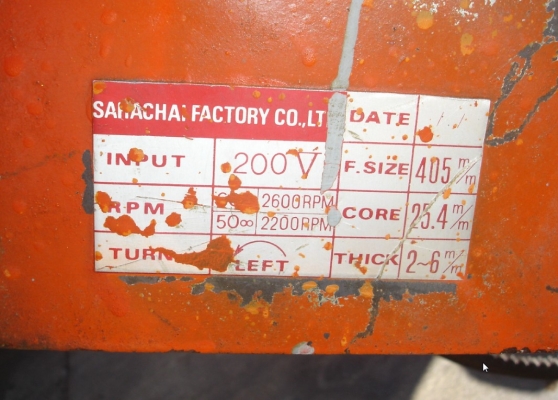 FACTORY CO.,LT DATE
INPUT 200V F.SIZE 405 m/m
RPM 2600RPM CORE 25.4 m/m
50∞ 2200RPM
TURN LEFT THICK 2~6 m/m